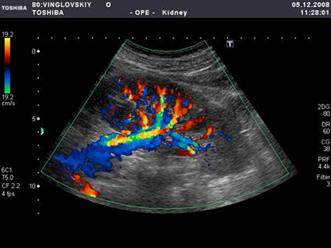 TOSHIBA 80:VINGLOVSKIY O 05.12.2008
TOSHIBA - OPE - Kidney 11:28:01
19.2
T
0
19.2
cm/s
5
6C1
T5.0
CF 2.2
4 fps
10
2DG
80
DR
60
CG
38
PRF
4.4k
Filter
3